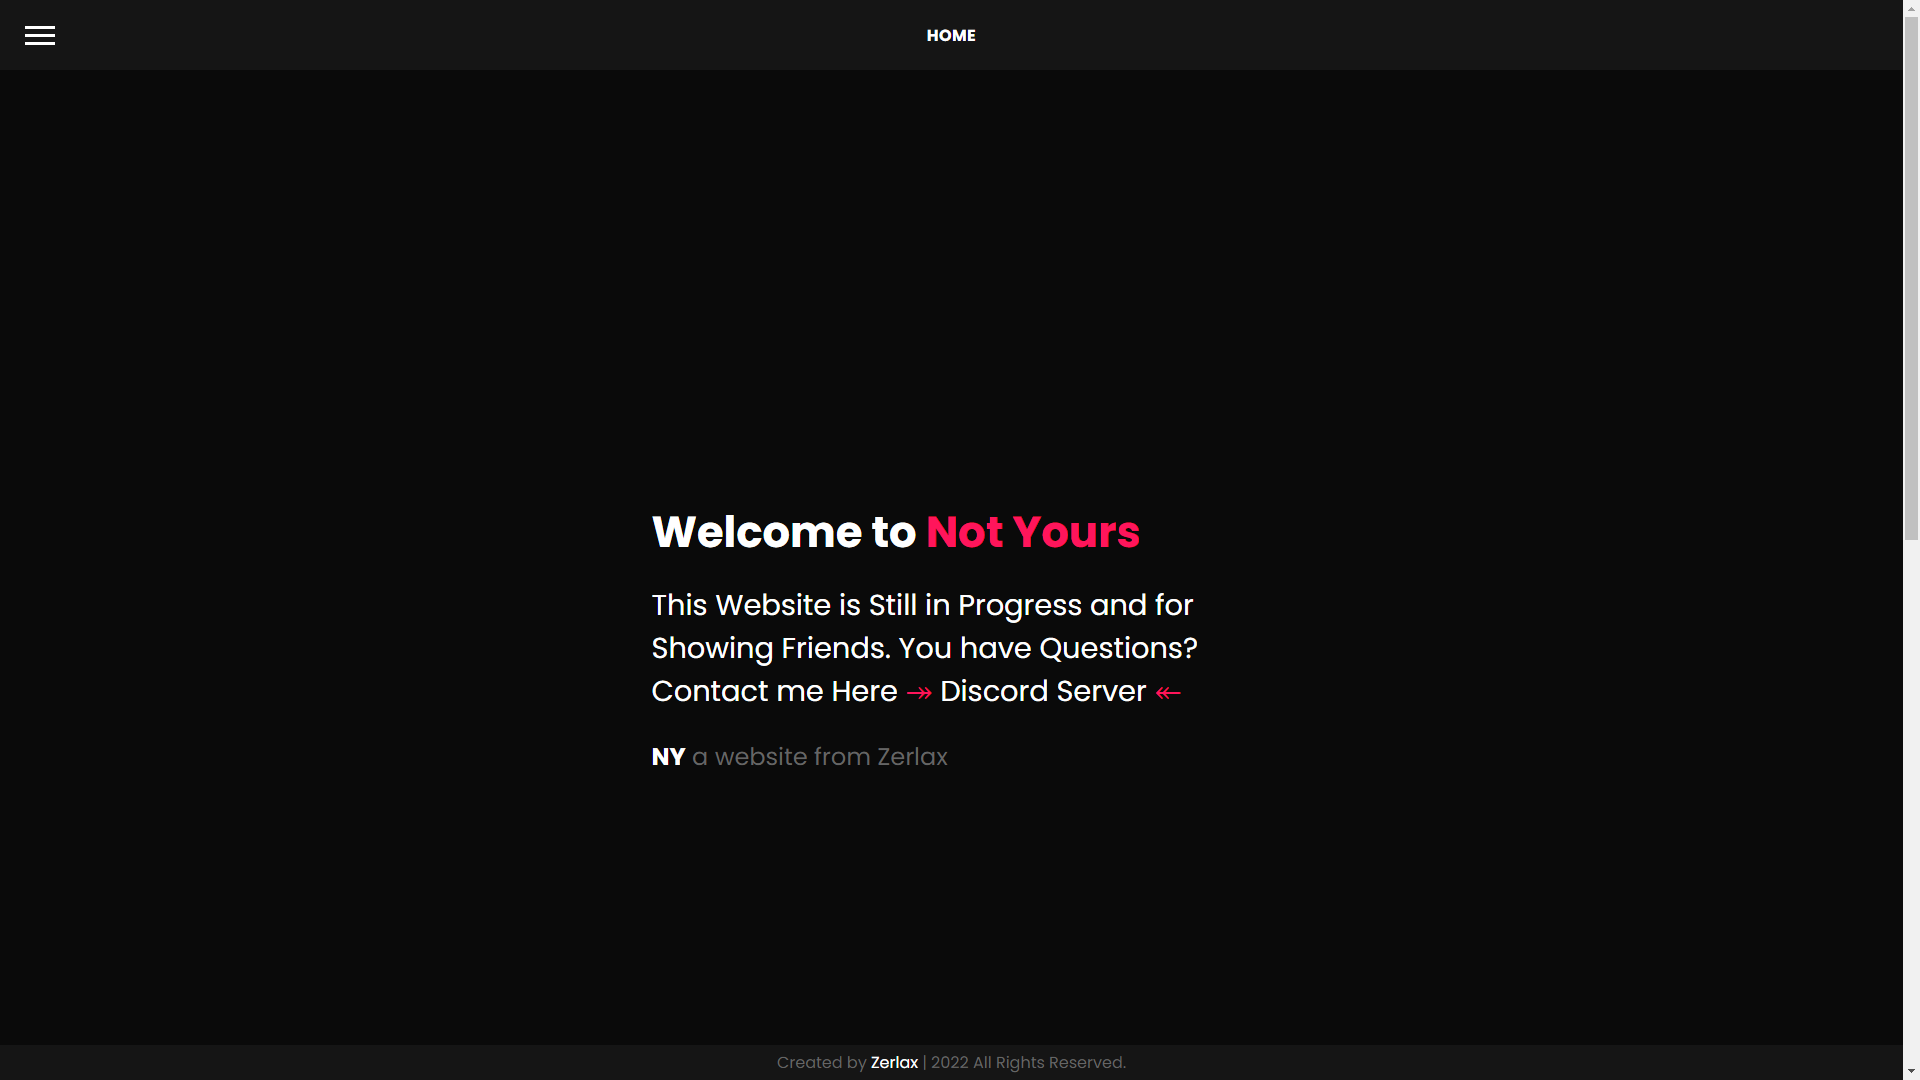 HOME
Welcome to Not Yours
This Website is Still in Progress and for
Showing Friends. You have Questions?
Contact me Here ↠ Discord Server ↞
NY a website from Zerlax
Created by Zerlax | 2022 All Rights Reserved.